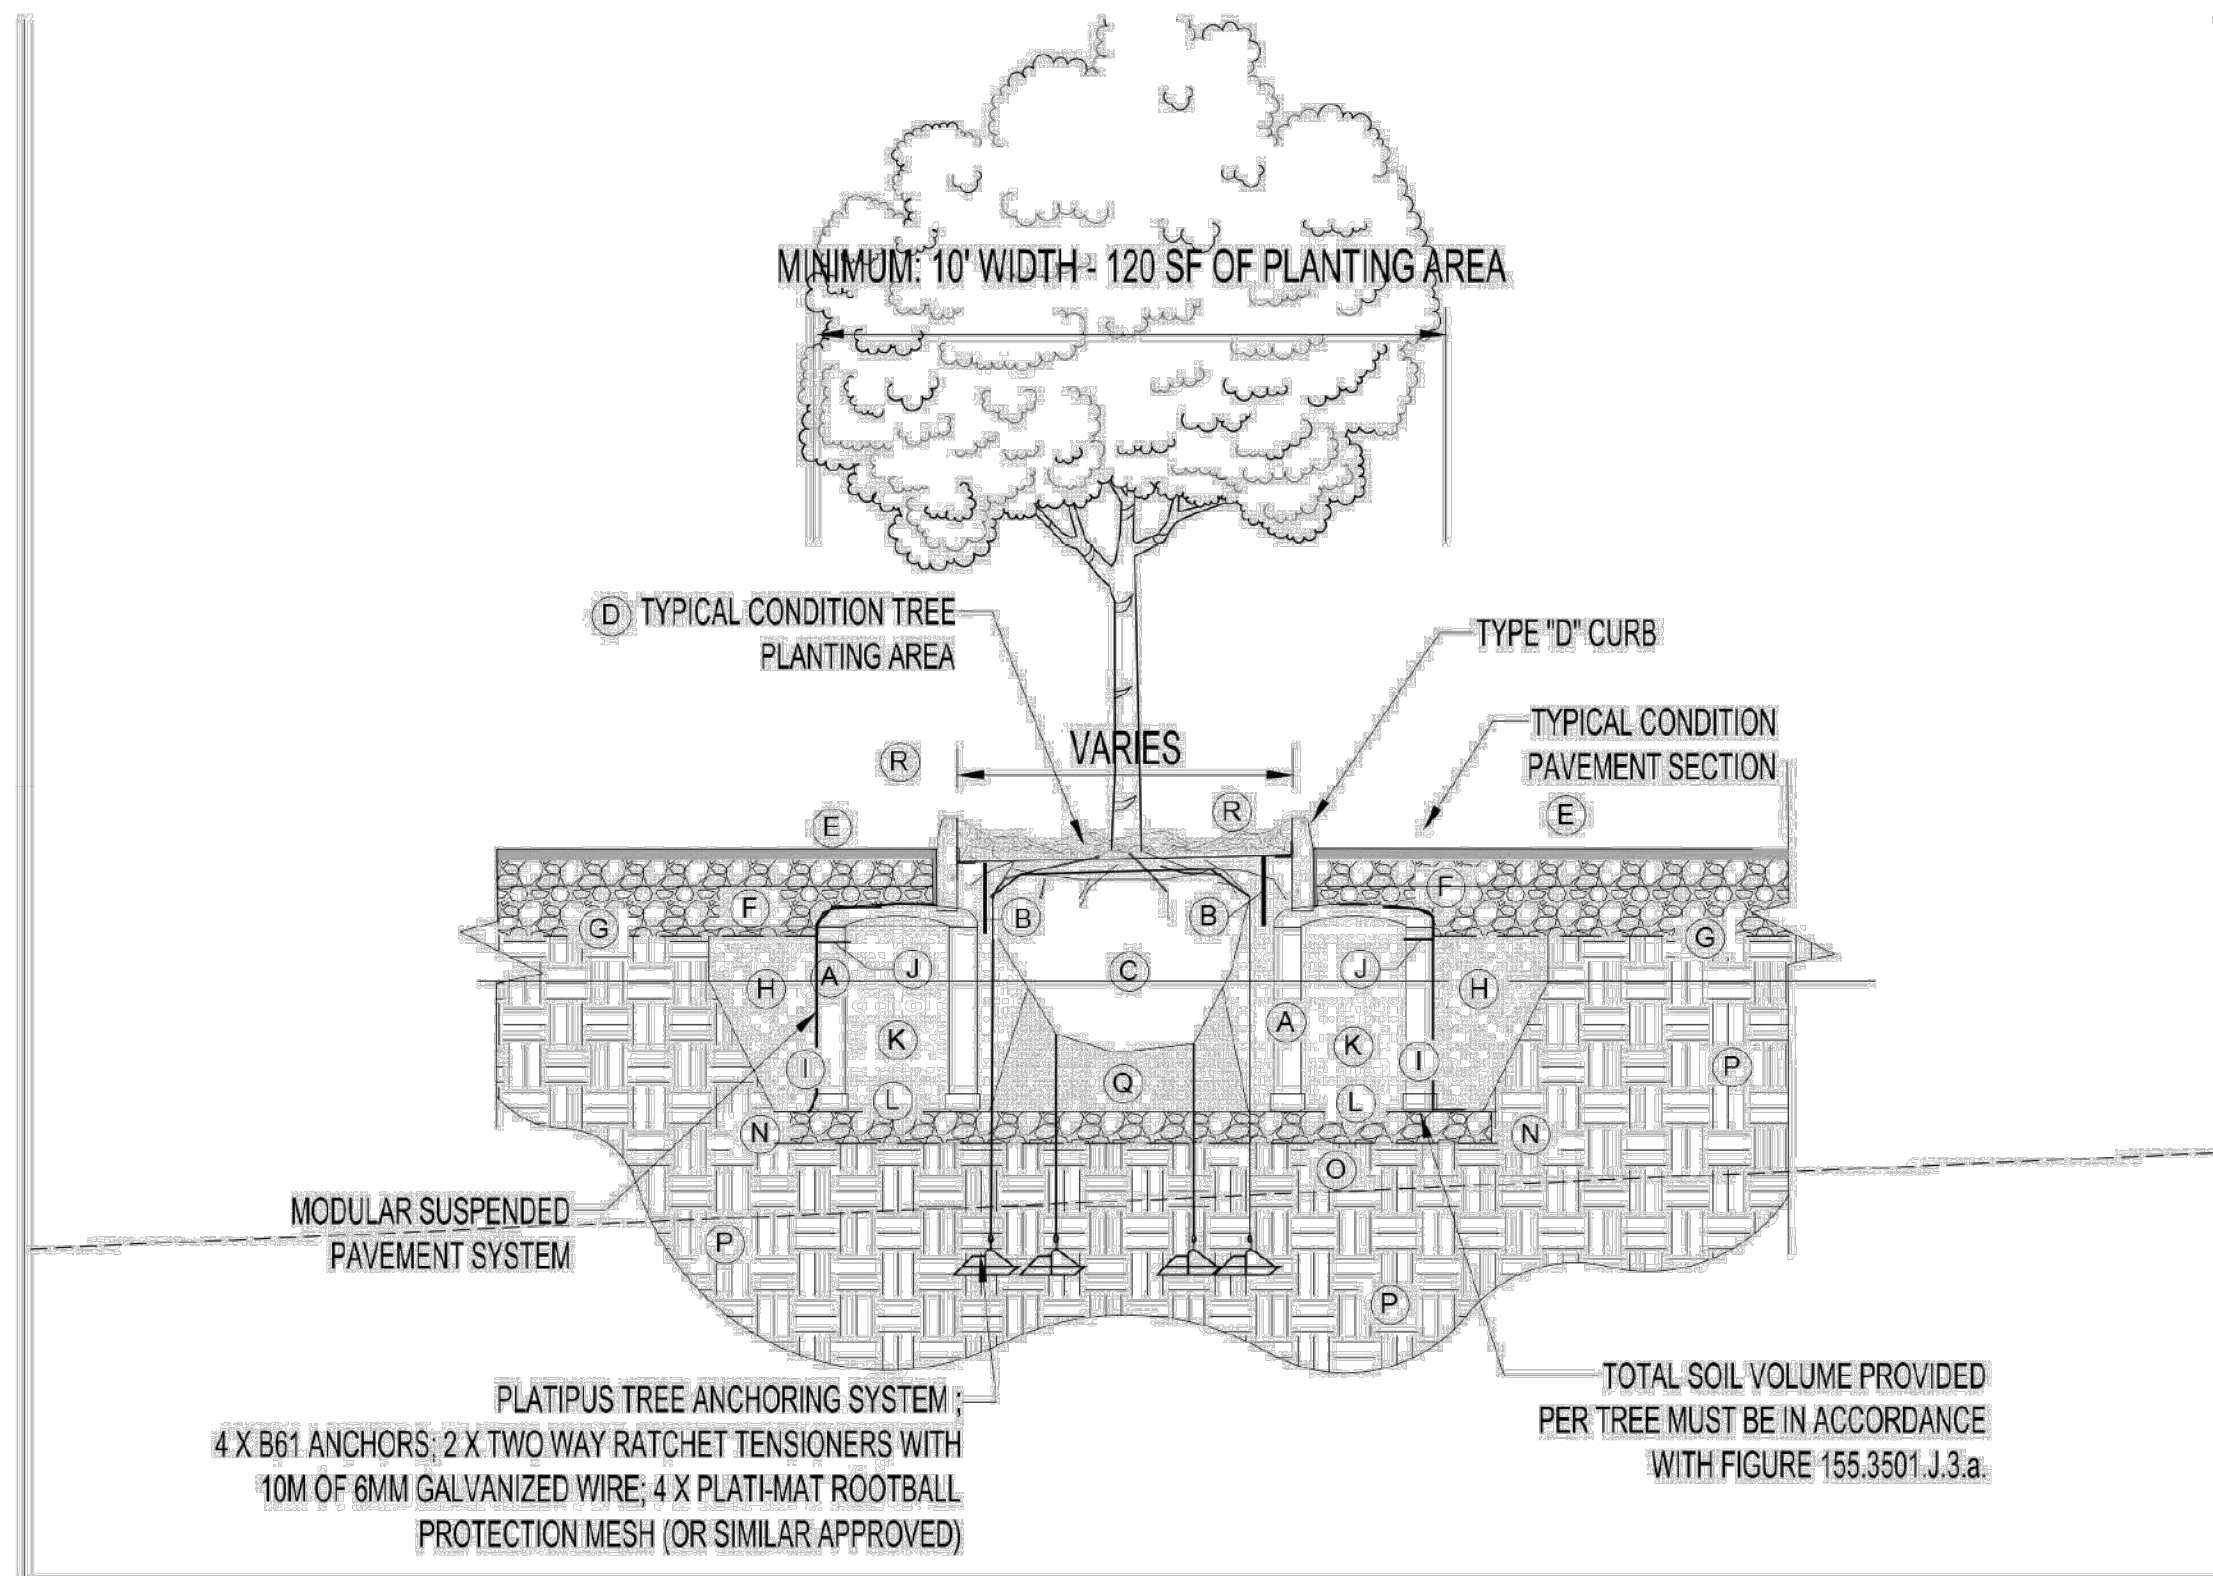 MINIMUM: 10' WIDTH - 120 SF OF PLANTING AREA
D TYPICAL CONDITION TREE
PLANTING AREA
TYPE "D" CURB
TYPICAL CONDITION
PAVEMENT SECTION
VARIES
R
R
E
E
F
F
G
G
B
B
C
A
A
J
J
H
H
K
K
I
I
Q
L
L
N
N
O
P
P
P
MODULAR SUSPENDED
PAVEMENT SYSTEM
PLATIPUS TREE ANCHORING SYSTEM ;
4 X B61 ANCHORS; 2 X TWO WAY RATCHET TENSIONERS WITH
10M OF 6MM GALVANIZED WIRE; 4 X PLATI-MAT ROOTBALL
PROTECTION MESH (OR SIMILAR APPROVED)
TOTAL SOIL VOLUME PROVIDED
PER TREE MUST BE IN ACCORDANCE
WITH FIGURE 155.3501.J.3.a.